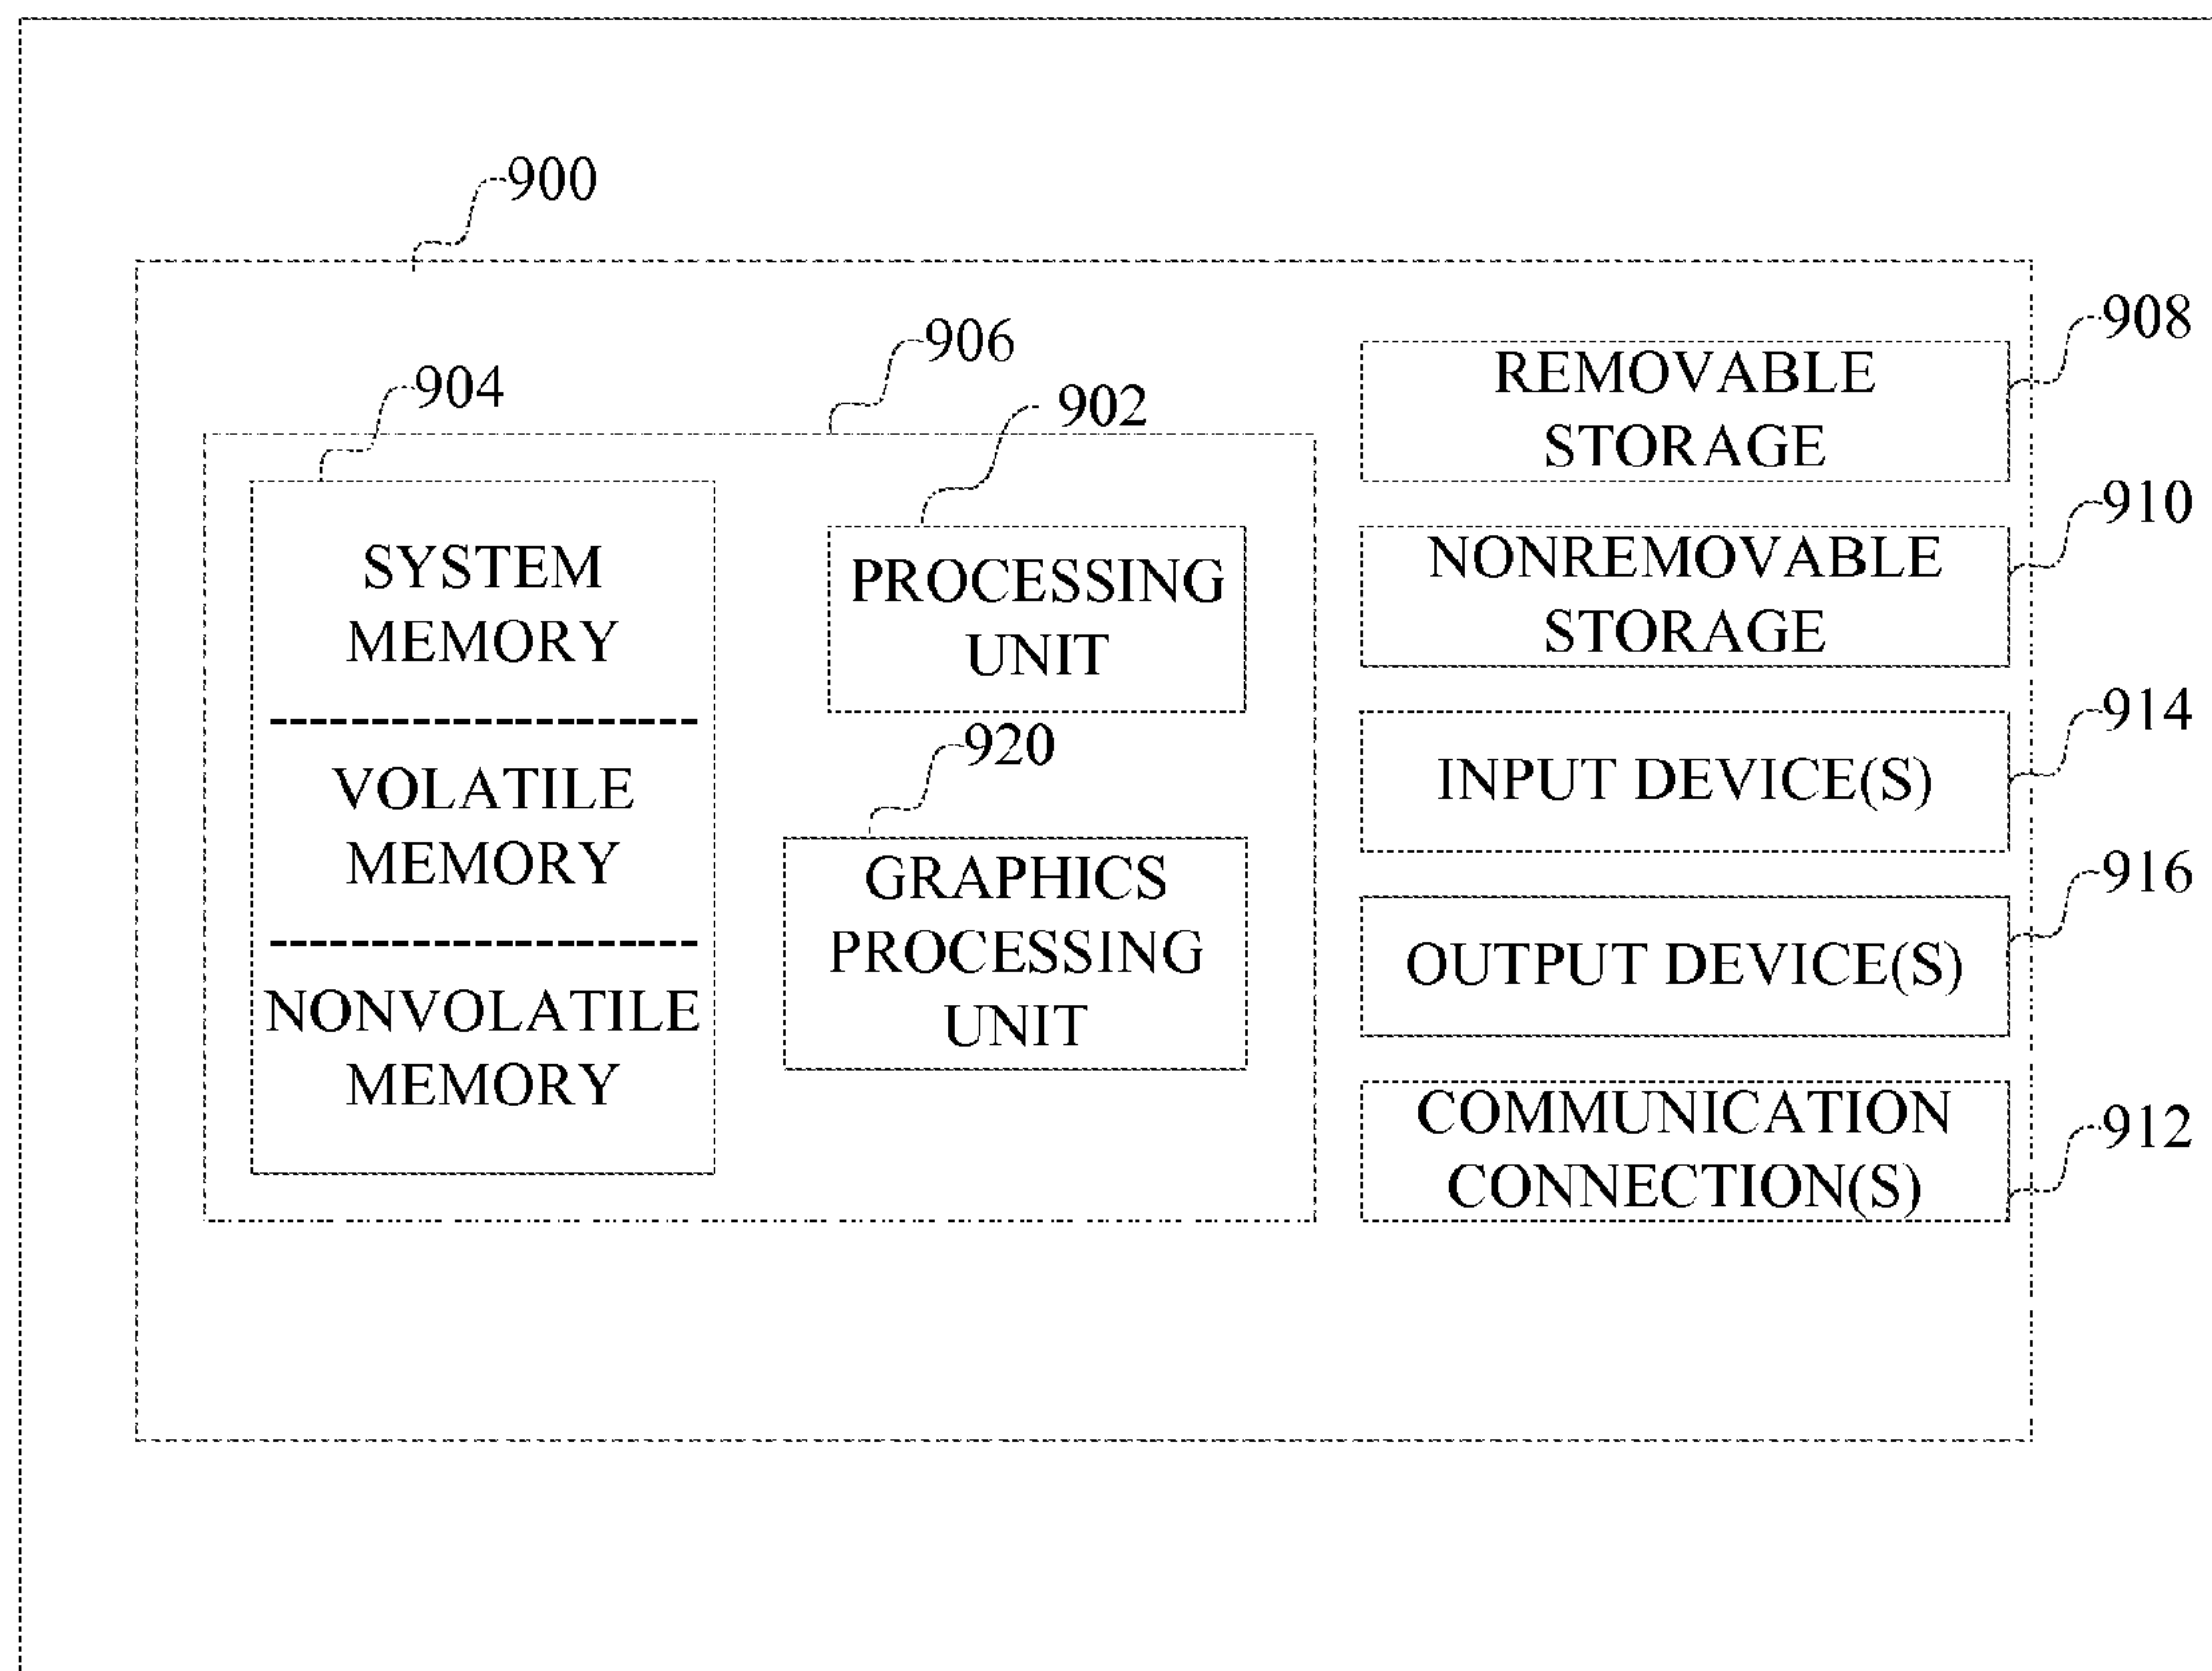 900
906
904
902
SYSTEM
MEMORY
VOLATILE
MEMORY
NONVOLATILE
MEMORY
PROCESSING
UNIT
920
GRAPHICS
PROCESSING
UNIT
908
REMOVABLE
STORAGE
910
NONREMOVABLE
STORAGE
914
INPUT DEVICE(S)
916
OUTPUT DEVICE(S)
912
COMMUNICATION
CONNECTION(S)